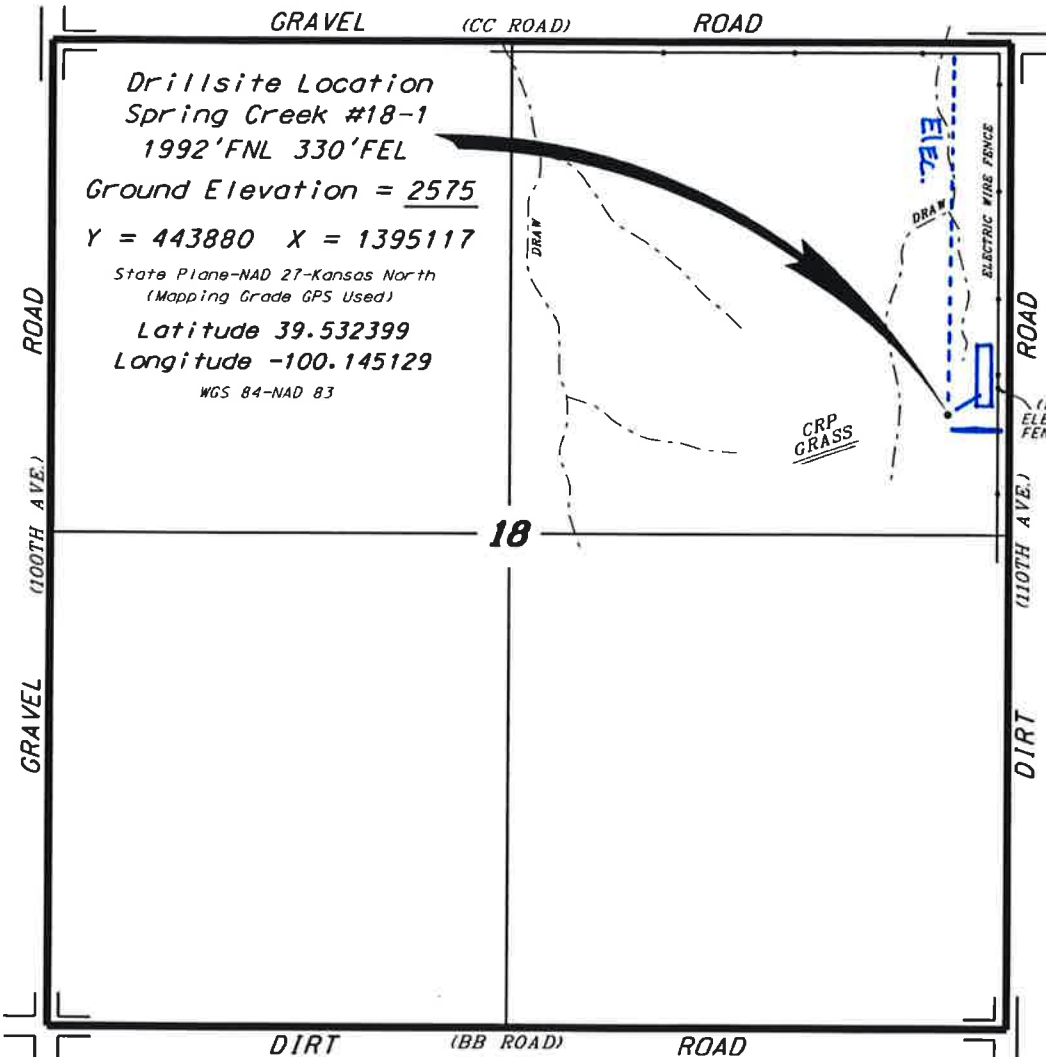 GRAVEL (CC ROAD) ROAD
Drillsite Location
Spring Creek #18-1
1992'FNL 330'FEL
Ground Elevation = 2575
Y = 443880 X = 1395117
State Plane-NAD 27-Kansas North
(Mapping Grade GPS Used)
Latitude 39.532399
Longitude -100.145129
WGS 84-NAD 83
DRAW
DRAW
Elec.
ELECTRIC WIRE FENCE
CRP
GRASS
18
GRAVEL (100TH AVE.) ROAD
DIRT (110TH AVE.) ROAD
DIRT (BB ROAD) ROAD